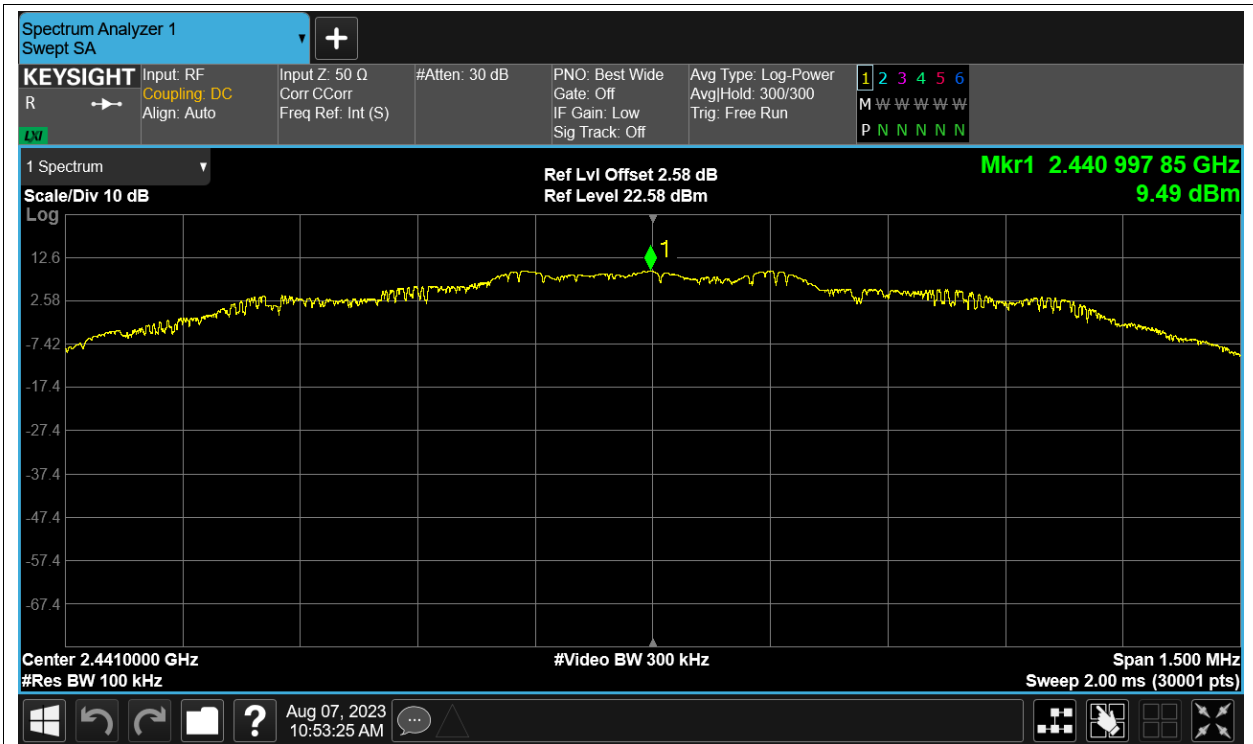 Spectrum Analyzer 1
Swept SA
+
KEYSIGHT
R
LXI
Input: RF
Coupling: DC
Align: Auto
Input Z: 50 Ω
Corr CCorr
Freq Ref: Int (S)
#Atten: 30 dB
PNO: Best Wide
Gate: Off
IF Gain: Low
Sig Track: Off
Avg Type: Log-Power
Avg|Hold: 300/300
Trig: Free Run
1 2 3 4 5 6
M W W W W W
P N N N N N
1 Spectrum
Scale/Div 10 dB
Ref Lvl Offset 2.58 dB
Ref Level 22.58 dBm
Mkr1 2.440 997 85 GHz
9.49 dBm
Log
1
12.6
2.58
-7.42
-17.4
-27.4
-37.4
-47.4
-57.4
-67.4
Center 2.4410000 GHz
#Res BW 100 kHz
#Video BW 300 kHz
Span 1.500 MHz
Sweep 2.00 ms (30001 pts)
?
Aug 07, 2023
10:53:25 AM